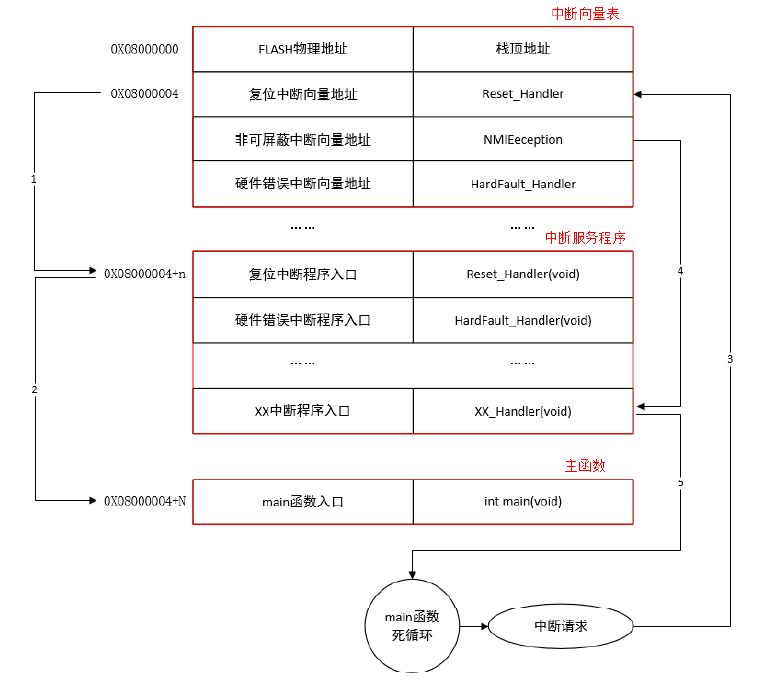 中断向量表
0X08000000 FLASH物理地址 栈顶地址
0X08000004 复位中断向量地址 Reset_Handler
非可屏蔽中断向量地址 NMIEeception
1
硬件错误中断向量地址 HardFault_Handler
…… ……
中断服务程序
0X08000004+n 复位中断程序入口 Reset_Handler(void)
4
硬件错误中断程序入口 HardFault_Handler(void)
…… ……
3
2
XX中断程序入口 XX_Handler(void)
主函数
5
0X08000004+N main函数入口 int main(void)
main函数
死循环
中断请求